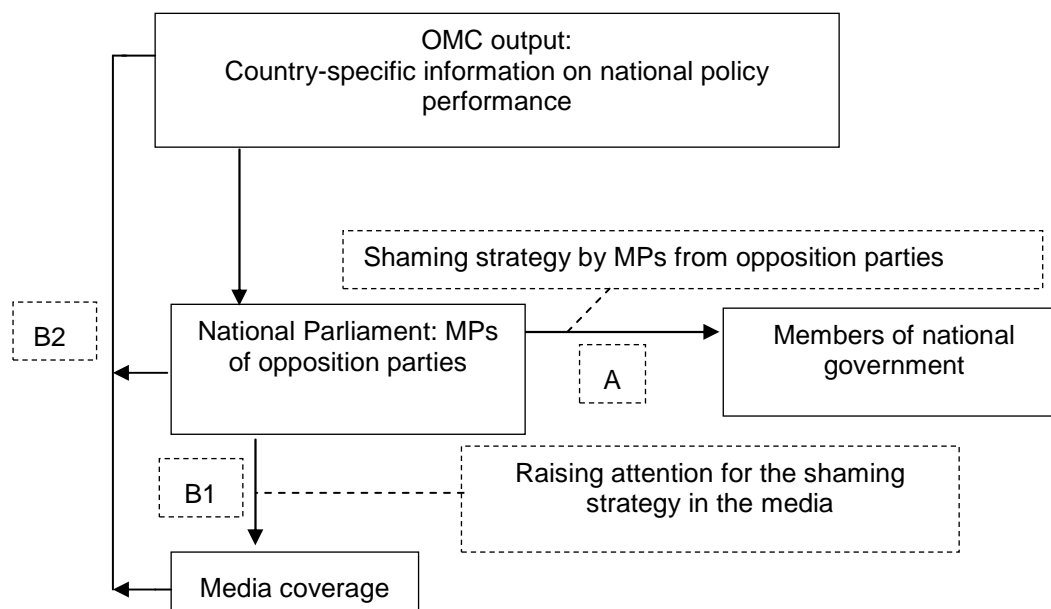 OMC output:
Country-specific information on national policy
performance
Shaming strategy by MPs from opposition parties
B2
National Parliament: MPs
of opposition parties
A
Members of national
government
B1
Raising attention for the shaming
strategy in the media
Media coverage